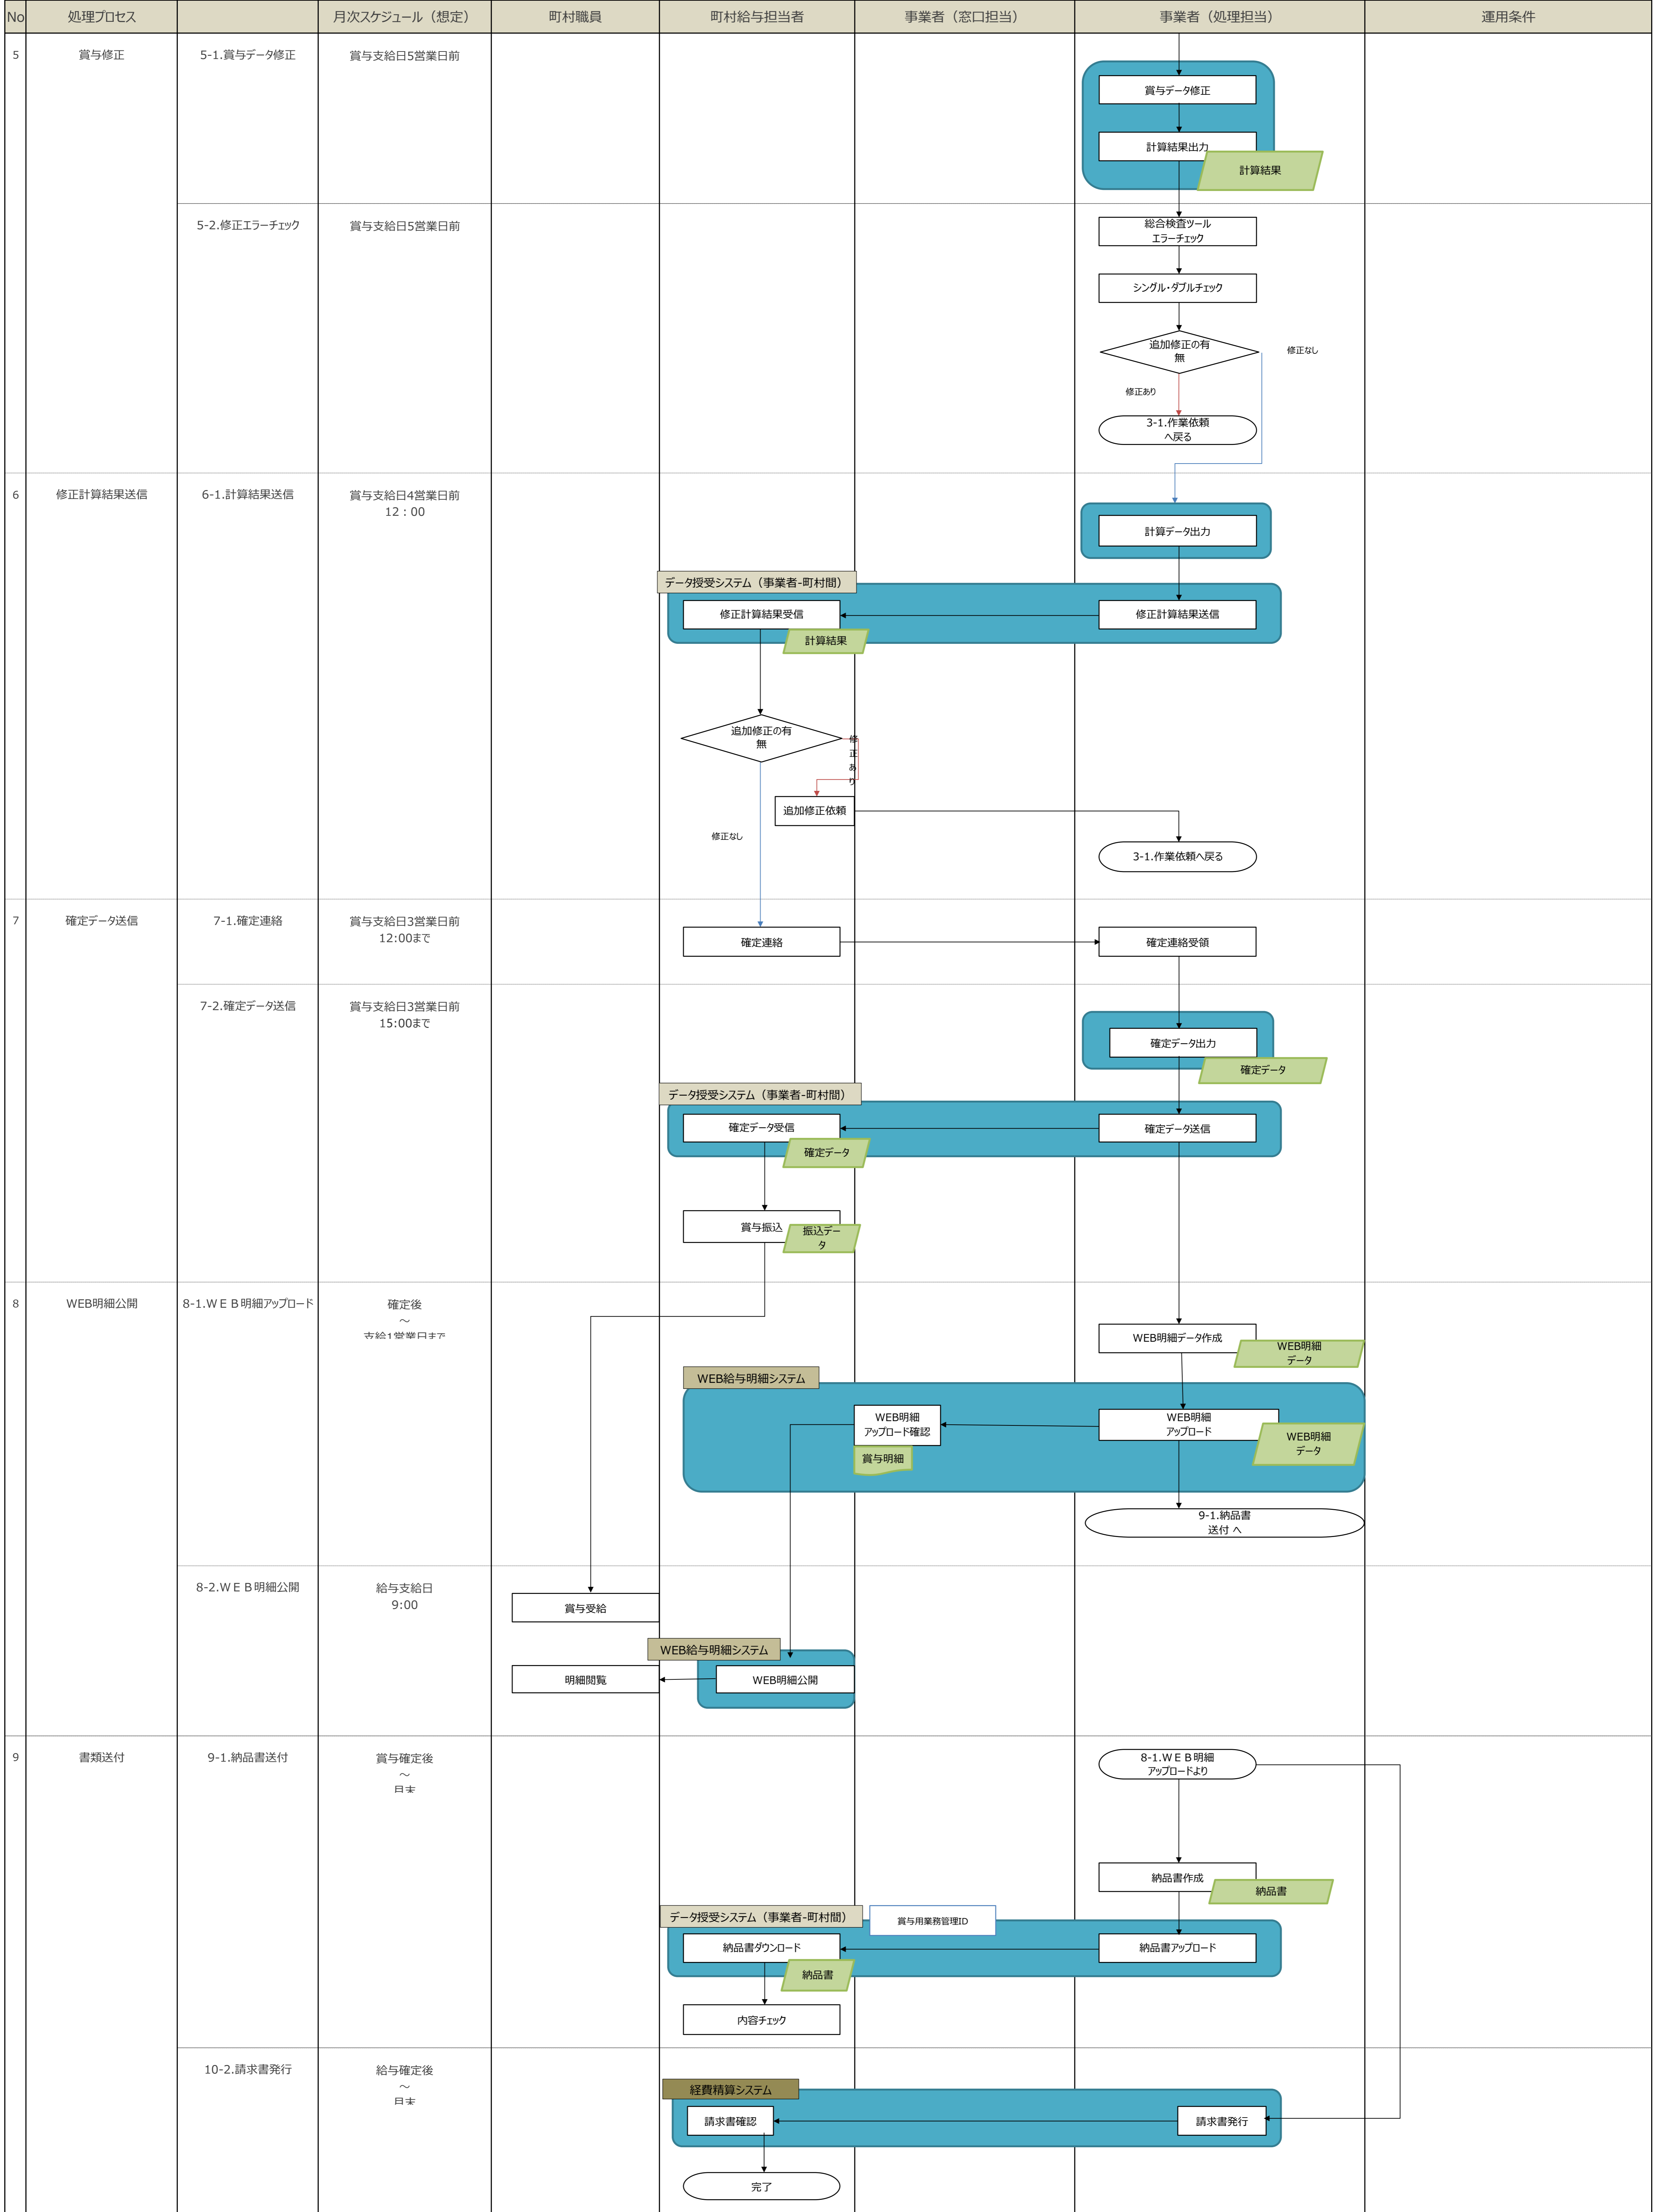 No
処理プロセス
月次スケジュール（想定）
町村職員
町村給与担当者
事業者（窓口担当）
事業者（処理担当）
運用条件
5
賞与修正
5-1.賞与データ修正
賞与支給日5営業日前
賞与データ修正
計算結果出力
計算結果
5-2.修正エラーチェック
賞与支給日5営業日前
総合検査ツール
エラーチェック
シングル・ダブルチェック
追加修正の有
無
修正なし
修正あり
3-1.作業依頼
へ戻る
6
修正計算結果送信
6-1.計算結果送信
賞与支給日4営業日前
12：00
計算データ出力
データ授受システム（事業者-町村間）
修正計算結果受信
修正計算結果送信
計算結果
追加修正の有
無
修
正
あ
り
追加修正依頼
修正なし
3-1.作業依頼へ戻る
7
確定データ送信
7-1.確定連絡
賞与支給日3営業日前
12:00まで
確定連絡
確定連絡受領
7-2.確定データ送信
賞与支給日3営業日前
15:00まで
確定データ出力
確定データ
データ授受システム（事業者-町村間）
確定データ受信
確定データ送信
確定データ
賞与振込
振込デー
タ
8
WEB明細公開
8-1.ＷＥＢ明細アップロード
確定後
～
支給1営業日まで
WEB明細データ作成
WEB明細
データ
WEB給与明細システム
WEB明細
アップロード確認
WEB明細
アップロード
WEB明細
データ
賞与明細
9-1.納品書
送付 へ
8-2.ＷＥＢ明細公開
給与支給日
9:00
賞与受給
WEB給与明細システム
明細閲覧
WEB明細公開
9
書類送付
9-1.納品書送付
賞与確定後
～
月末
8-1.ＷＥＢ明細
アップロードより
納品書作成
納品書
データ授受システム（事業者-町村間）
賞与用業務管理ID
納品書ダウンロード
納品書アップロード
納品書
内容チェック
10-2.請求書発行
給与確定後
～
月末
経費精算システム
請求書確認
請求書発行
完了